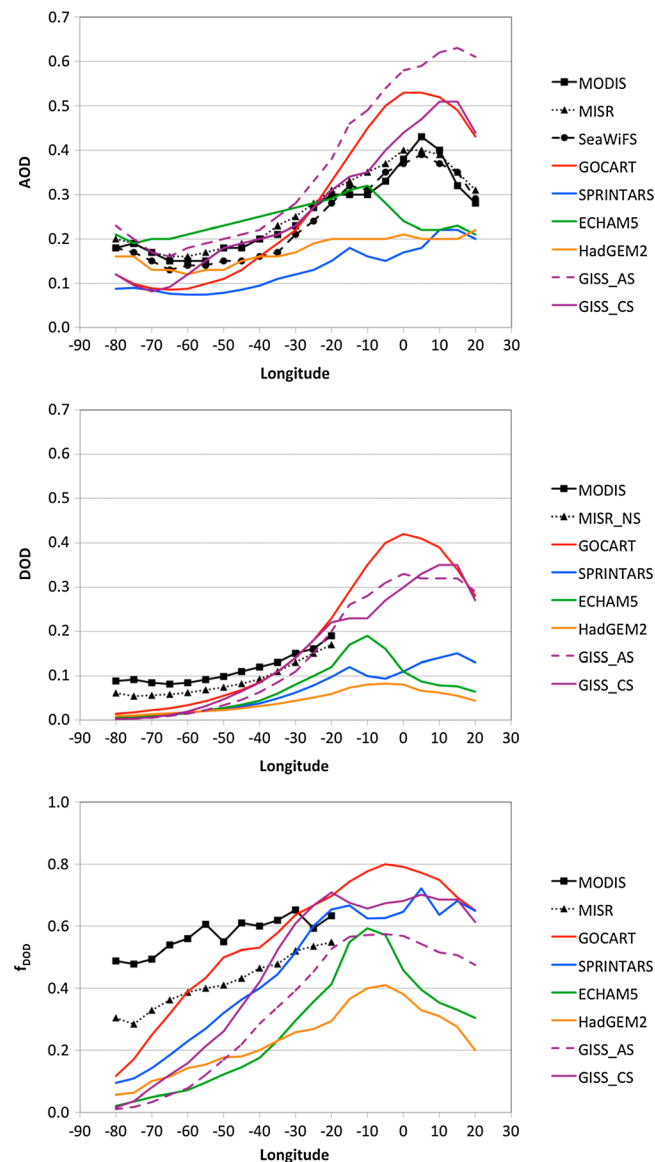 0.7
0.6
0.5
0.4
0.3
0.2
0.1
0.0
AOD
-90 -80 -70 -60 -50 -40 -30 -20 -10 0 10 20 30
Longitude
MODIS
MISR
SeaWiFS
GOCART
SPRINTARS
ECHAM5
HadGEM2
GISS_AS
GISS_CS
0.7
0.6
0.5
0.4
0.3
0.2
0.1
0.0
DOD
-90 -80 -70 -60 -50 -40 -30 -20 -10 0 10 20 30
Longitude
MODIS
MISR_NS
GOCART
SPRINTARS
ECHAM5
HadGEM2
GISS_AS
GISS_CS
1.0
0.8
0.6
0.4
0.2
0.0
fDOD
-90 -80 -70 -60 -50 -40 -30 -20 -10 0 10 20 30
Longitude
MODIS
MISR
GOCART
SPRINTARS
ECHAM5
HadGEM2
GISS_AS
GISS_CS